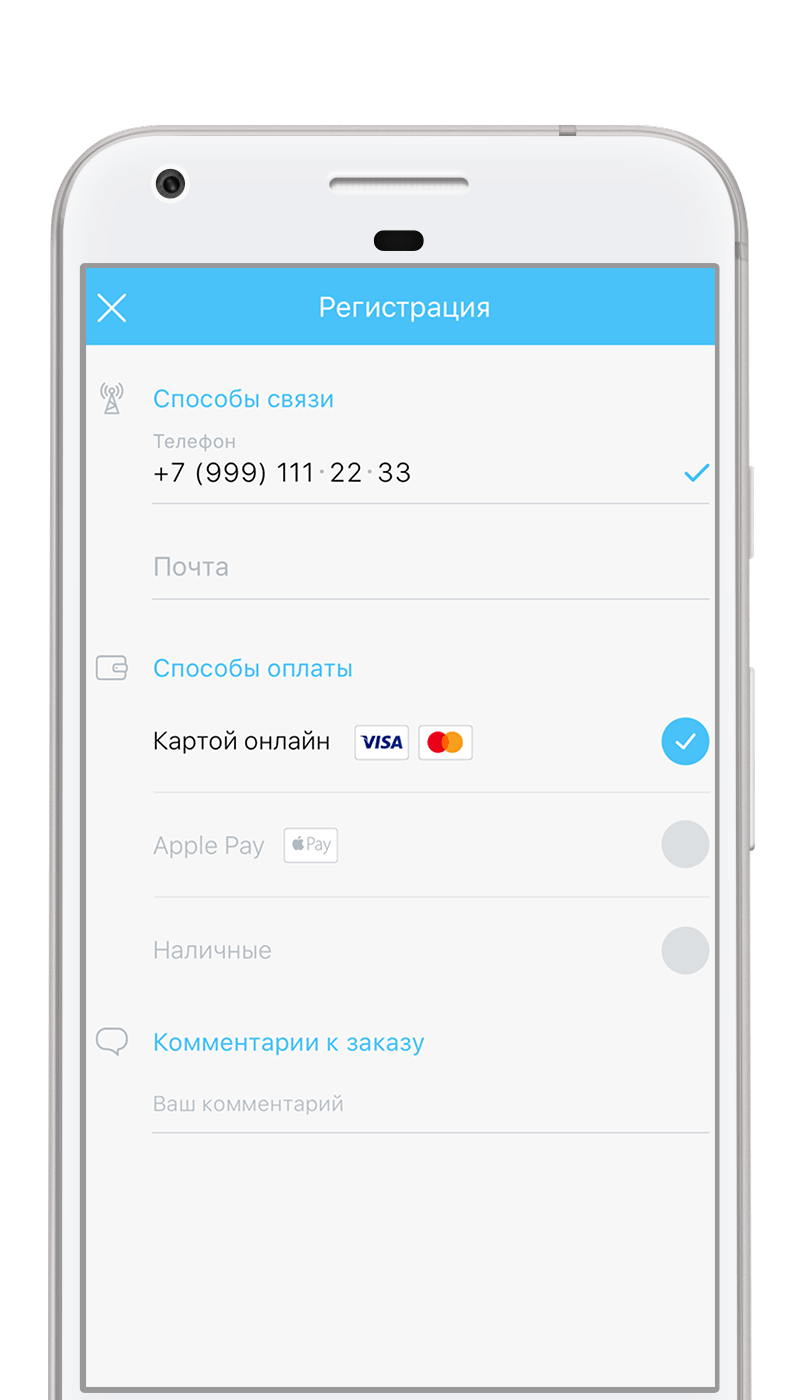 Регистрация
Способы связи
Телефон
+7 (999) 111·22·33
Почта
Способы оплаты
Картой онлайн VISA
Apple Pay Pay
Наличные
Комментарии к заказу
Ваш комментарий